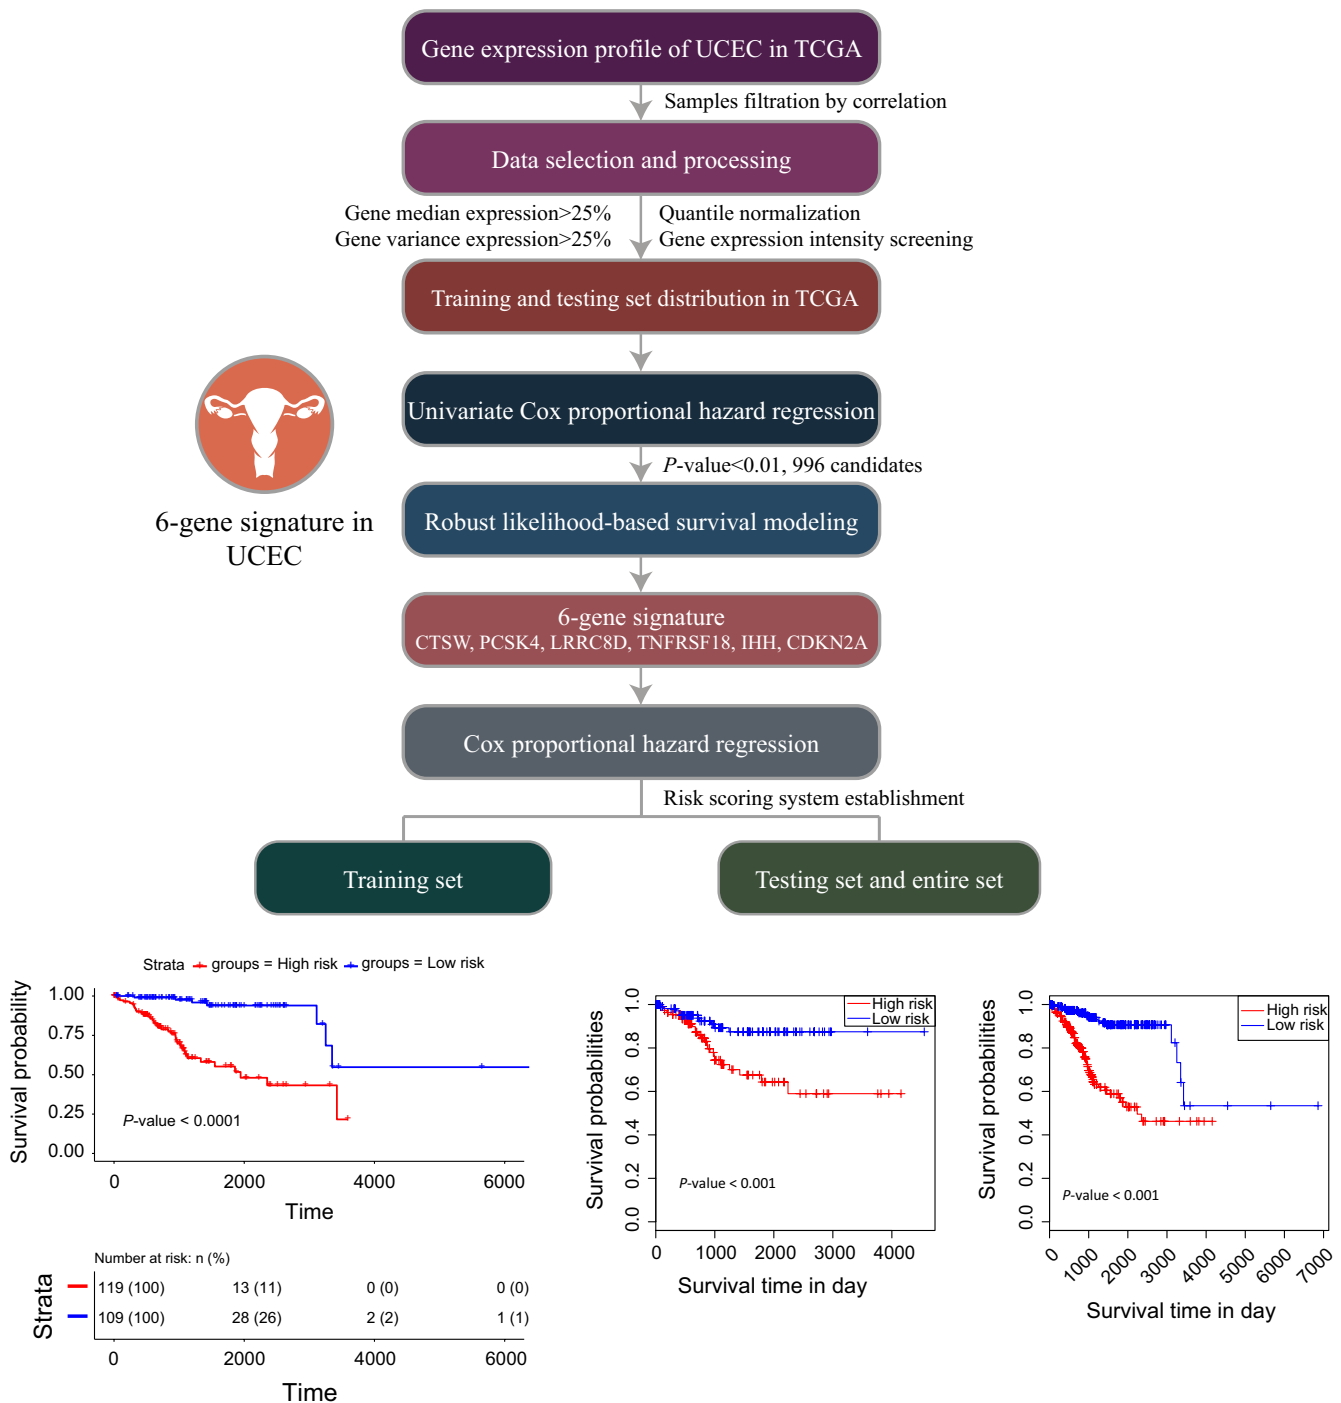 Gene expression profile of UCEC in TCGA
Samples filtration by correlation
Data selection and processing
Gene median expression>25%
Gene variance expression>25%
Quantile normalization
Gene expression intensity screening
Training and testing set distribution in TCGA
Univariate Cox proportional hazard regression
P-value<0.01, 996 candidates
Robust likelihood-based survival modeling
6-gene signature in
UCEC
6-gene signature
CTSW, PCSK4, LRRC8D, TNFRSF18, IHH, CDKN2A
Cox proportional hazard regression
Risk scoring system establishment
Training set
Testing set and entire set
Strata groups = High risk groups = Low risk
Survival probability
1.00
0.75
0.50
0.25
0.00
P-value < 0.0001
0 2000 4000 6000
Time
Number at risk: n (%)
Strata
119 (100) 13 (11) 0 (0) 0 (0)
109 (100) 28 (26) 2 (2) 1 (1)
0 2000 4000 6000
Time
Survival probabilities
1.0
0.8
0.6
0.4
0.2
0.0
High risk
Low risk
P-value < 0.001
0 1000 2000 3000 4000
Survival time in day
Survival probabilities
1.0
0.8
0.6
0.4
0.2
0.0
High risk
Low risk
P-value < 0.001
0 1000 2000 3000 4000 5000 6000 7000
Survival time in day